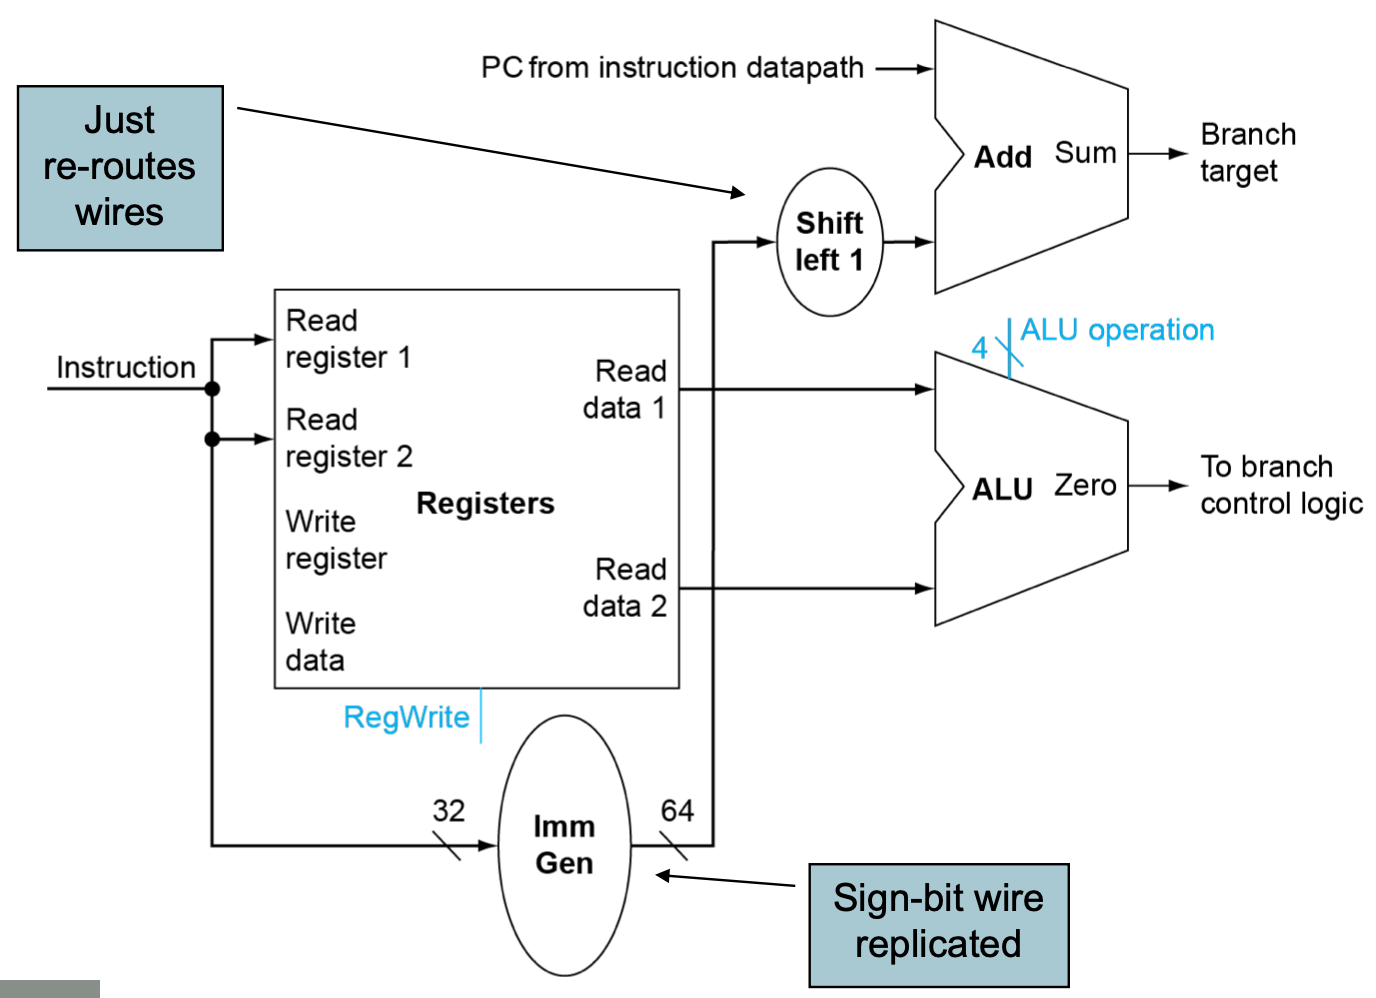 PC from instruction datapath
Just
re-routes
wires
Add
Sum
Branch
target
Shift
left 1
Instruction
Read
register 1
Read
register 2
Write
register
Write
data
Registers
Read
data 1
Read
data 2
RegWrite
4
ALU operation
ALU
Zero
To branch
control logic
32
Imm
Gen
64
Sign-bit wire
replicated